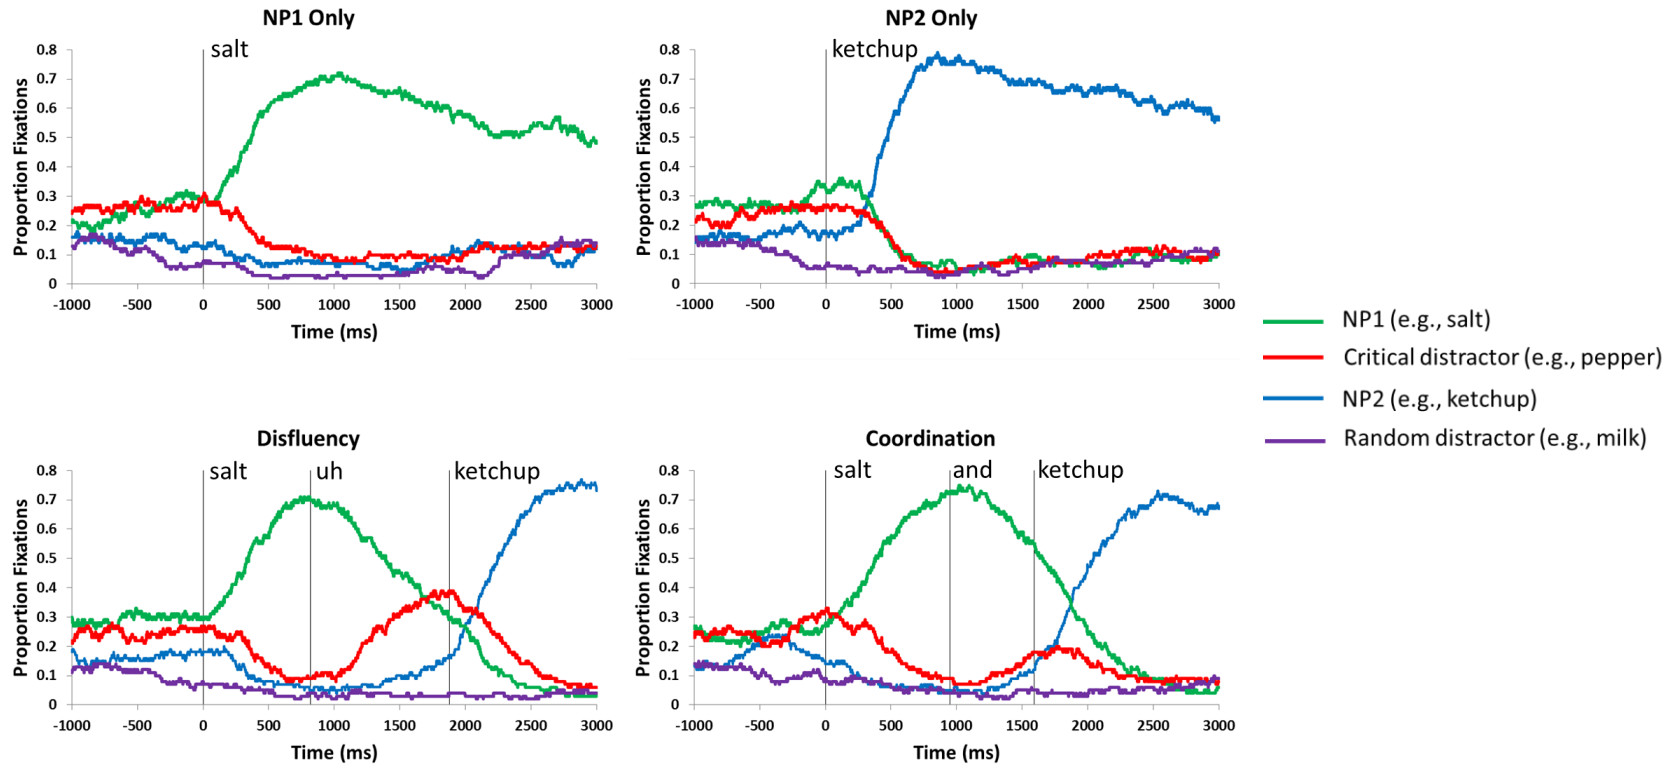 NP1 Only
salt
0.8
0.7
0.6
0.5
0.4
0.3
0.2
0.1
0
Proportion Fixations
-1000 -500 0 500 1000 1500 2000 2500 3000
Time (ms)
NP2 Only
ketchup
0.8
0.7
0.6
0.5
0.4
0.3
0.2
0.1
0
Proportion Fixations
-1000 -500 0 500 1000 1500 2000 2500 3000
Time (ms)
NP1 (e.g., salt)
Critical distractor (e.g., pepper)
NP2 (e.g., ketchup)
Random distractor (e.g., milk)
Disfluency
salt uh ketchup
0.8
0.7
0.6
0.5
0.4
0.3
0.2
0.1
0
Proportion Fixations
-1000 -500 0 500 1000 1500 2000 2500 3000
Time (ms)
Coordination
salt and ketchup
0.8
0.7
0.6
0.5
0.4
0.3
0.2
0.1
0
Proportion Fixations
-1000 -500 0 500 1000 1500 2000 2500 3000
Time (ms)